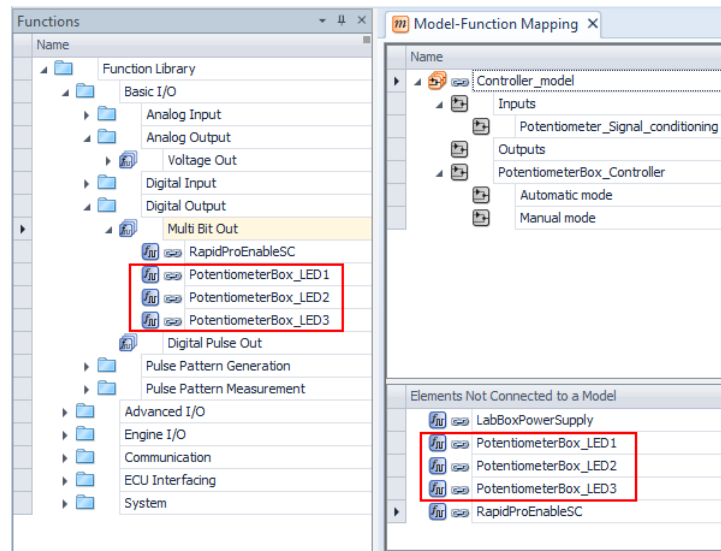 Functions
Name
Function Library
Basic I/O
Analog Input
Analog Output
Voltage Out
Digital Input
Digital Output
Multi Bit Out
RapidProEnableSC
PotentiometerBox_LED1
PotentiometerBox_LED2
PotentiometerBox_LED3
Digital Pulse Out
Pulse Pattern Generation
Pulse Pattern Measurement
Advanced I/O
Engine I/O
Communication
ECU Interfacing
System
Model-Function Mapping
Name
Controller_model
Inputs
Potentiometer_Signal_conditioning
Outputs
PotentiometerBox_Controller
Automatic mode
Manual mode
Elements Not Connected to a Model
LabBoxPowerSupply
PotentiometerBox_LED1
PotentiometerBox_LED2
PotentiometerBox_LED3
RapidProEnableSC